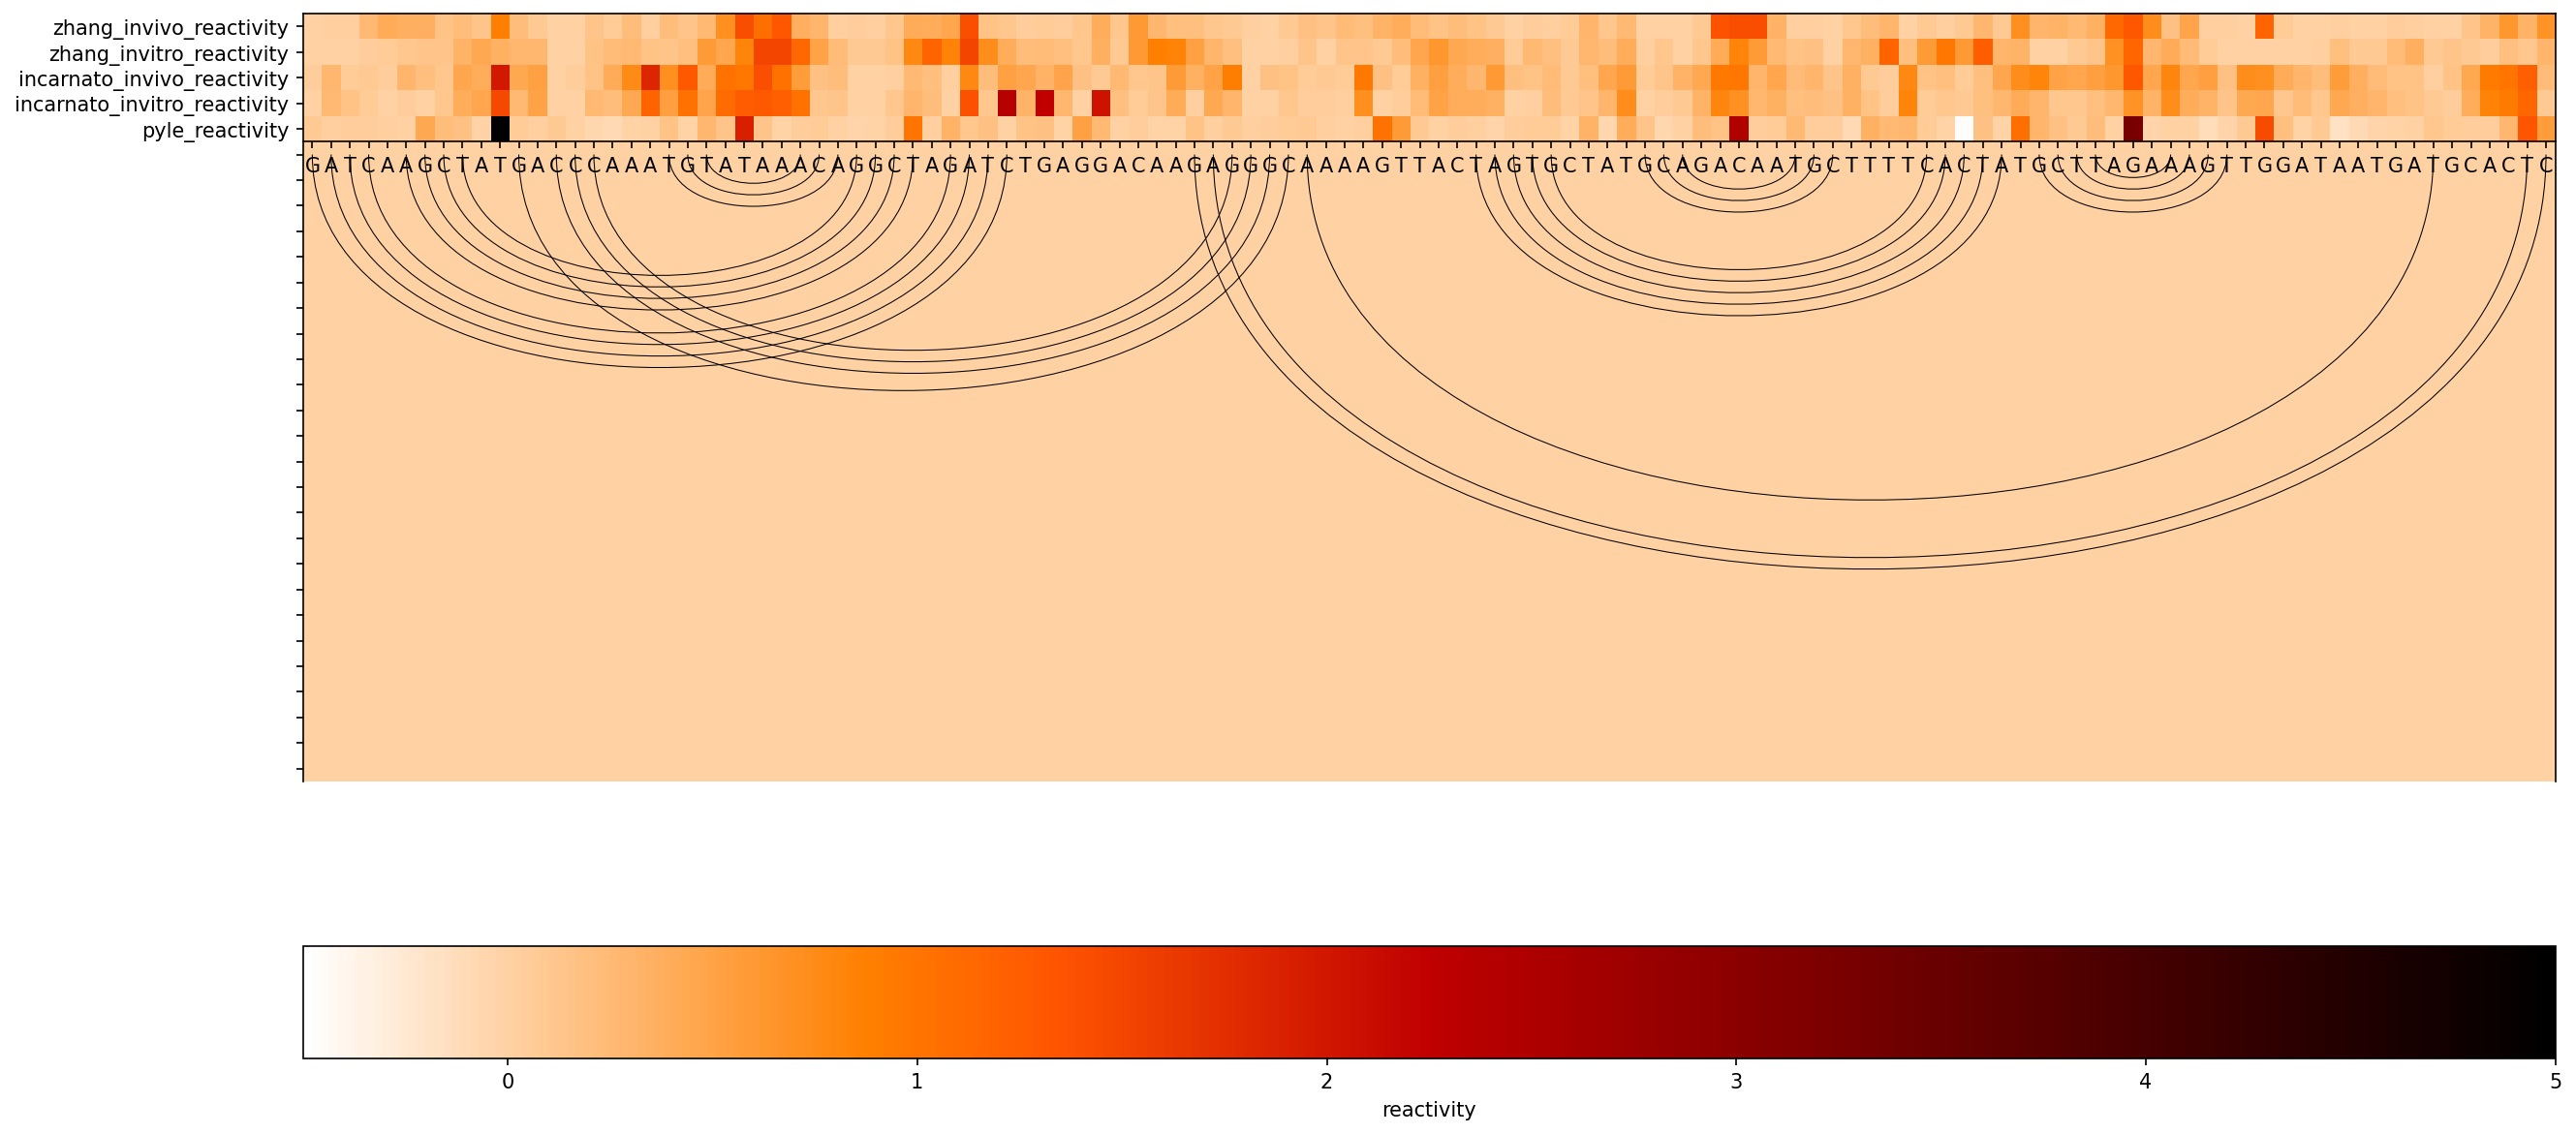 zhang_invivo_reactivity
zhang_invitro_reactivity
incarnato_invivo_reactivity
incarnato_invitro_reactivity
pyle_reactivity
GATCAAGCTATGACCCAAATGTATAAACAGGCTAGATCTGAGGACAAGAGGGCAAAAGTTACTAGTGCTATGCAGACAATGCTTTTCACTATGCTTAGAAAGTTGGATAATGATGCACTC
0 1 2 3 4 5
reactivity